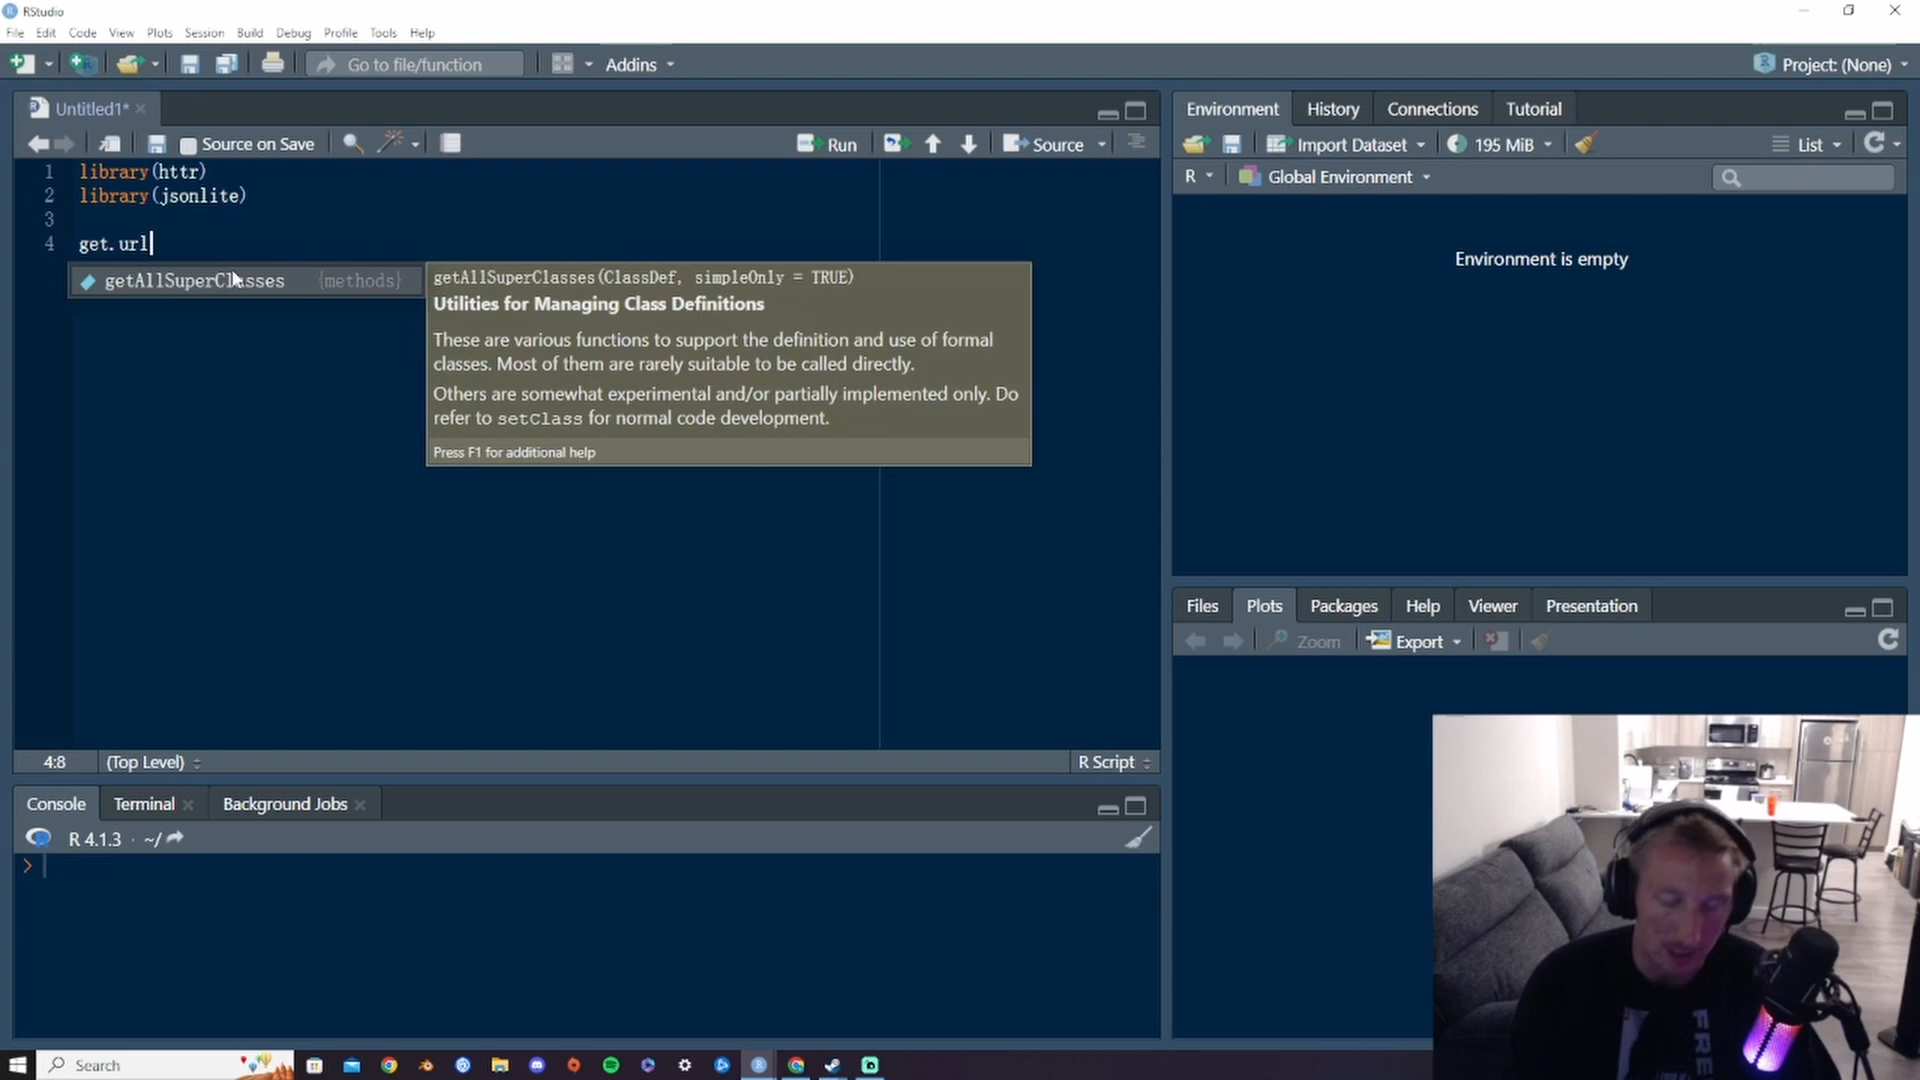 RStudio
File Edit Code View Plots Session Build Debug Profile Tools Help
Go to file/function Addins Project: (None)
Untitled1*
Source on Save Run Source
1 library(httr)
2 library(jsonlite)
3
4 get.url
getAllSuperClasses {methods}
getAllSuperClasses(ClassDef, simpleOnly = TRUE)
Utilities for Managing Class Definitions
These are various functions to support the definition and use of formal
classes. Most of them are rarely suitable to be called directly.
Others are somewhat experimental and/or partially implemented only. Do
refer to setClass for normal code development.
Press F1 for additional help
4:8 (Top Level) R Script
Console Terminal Background Jobs
R 4.1.3 · ~/
>
Environment History Connections Tutorial
Import Dataset 195 MiB List
R Global Environment
Environment is empty
Files Plots Packages Help Viewer Presentation
Zoom Export
FREE
Search